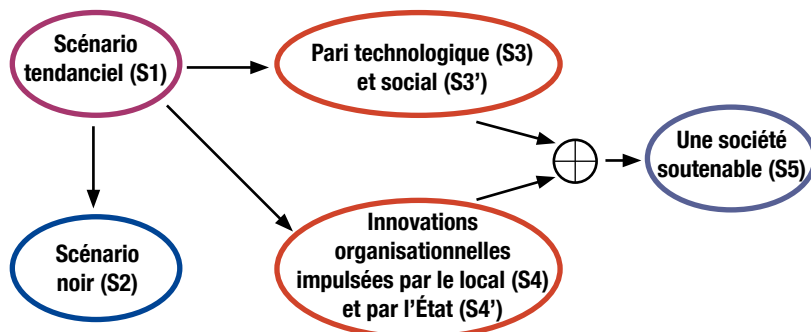 Scénario
tendanciel (S1)
Pari technologique (S3)
et social (S3’)
Une société
soutenable (S5)
Scénario
noir (S2)
Innovations
organisationnelles
impulsées par le local (S4)
et par l’État (S4’)